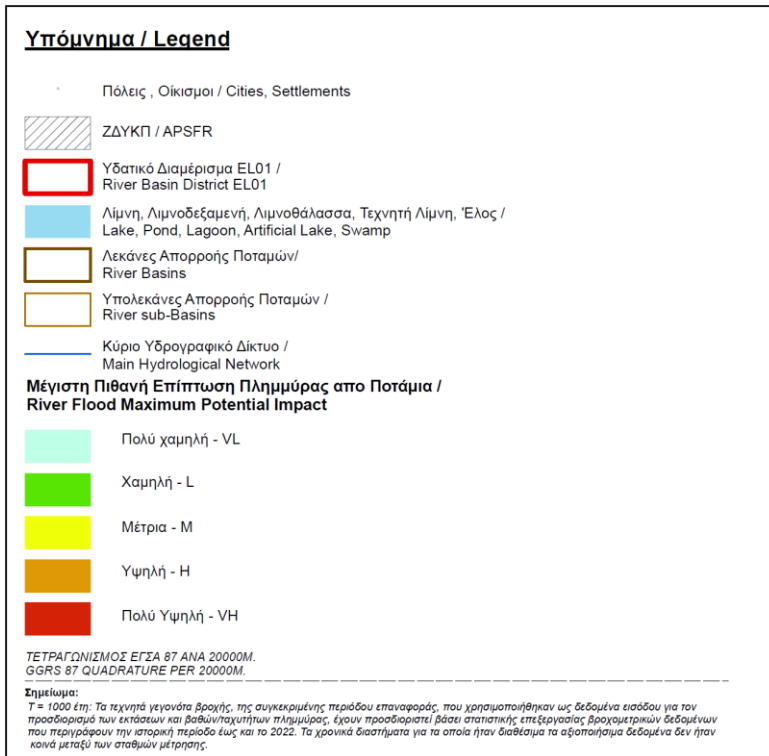 Υπόμνημα / Legend
Πόλεις , Οίκισμοι / Cities, Settlements
ΖΔΥΚΠ / APSFR
Υδατικό Διαμέρισμα EL01 /
River Basin District EL01
Λίμνη, Λιμνοδεξαμενή, Λιμνοθάλασσα, Τεχνητή Λίμνη, Έλος /
Lake, Pond, Lagoon, Artificial Lake, Swamp
Λεκάνες Απορροής Ποταμών/
River Basins
Υπολεκάνες Απορροής Ποταμών /
River sub-Basins
Κύριο Υδρογραφικό Δίκτυο /
Main Hydrological Network
Μέγιστη Πιθανή Επίπτωση Πλημμύρας απο Ποτάμια /
River Flood Maximum Potential Impact
Πολύ χαμηλή - VL
Χαμηλή - L
Μέτρια - M
Υψηλή - H
Πολύ Υψηλή - VH
ΤΕΤΡΑΓΩΝΙΣΜΟΣ ΕΓΣΑ 87 ΑΝΑ 20000Μ.
GGRS 87 QUADRATURE PER 20000M.
Σημείωμα:
T = 1000 έτη: Τα τεχνητά γεγονότα βροχής, της συγκεκριμένης περιόδου επαναφοράς, που χρησιμοποιήθηκαν ως δεδομένα εισόδου για τον
προσδιορισμό των εκτάσεων και βαθών/ταχυτήτων πλημμύρας, έχουν προσδιοριστεί βάσει στατιστικής επεξεργασίας βροχομετρικών δεδομένων
που περιγράφουν την ιστορική περίοδο έως και το 2022. Τα χρονικά διαστήματα για τα οποία ήταν διαθέσιμα τα αξιοποιήσιμα δεδομένα δεν ήταν
κοινά μεταξύ των σταθμών μέτρησης.